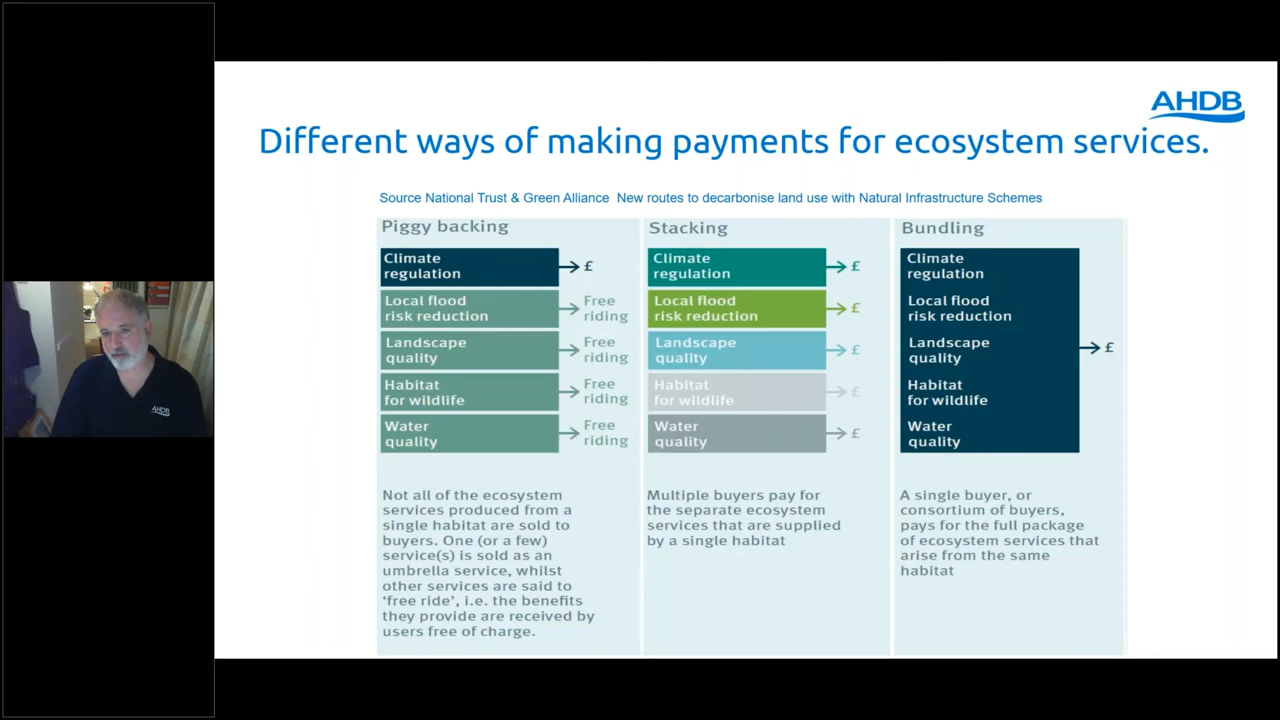 AHDB
Different ways of making payments for ecosystem services.
Source National Trust & Green Alliance New routes to decarbonise land use with Natural Infrastructure Schemes
Piggy backing
Climate
regulation
£
Local flood
risk reduction
Free
riding
Landscape
quality
Free
riding
Habitat
for wildlife
Free
riding
Water
quality
Free
riding
Not all of the ecosystem
services produced from a
single habitat are sold to
buyers. One (or a few)
service(s) is sold as an
umbrella service, whilst
other services are said to
‘free ride’, i.e. the benefits
they provide are received by
users free of charge.
Stacking
Climate
regulation
£
Local flood
risk reduction
£
Landscape
quality
£
Habitat
for wildlife
£
Water
quality
£
Multiple buyers pay for
the separate ecosystem
services that are supplied
by a single habitat
Bundling
Climate
regulation
Local flood
risk reduction
Landscape
quality
Habitat
for wildlife
Water
quality
£
A single buyer, or
consortium of buyers,
pays for the full package
of ecosystem services that
arise from the same
habitat
AHDB